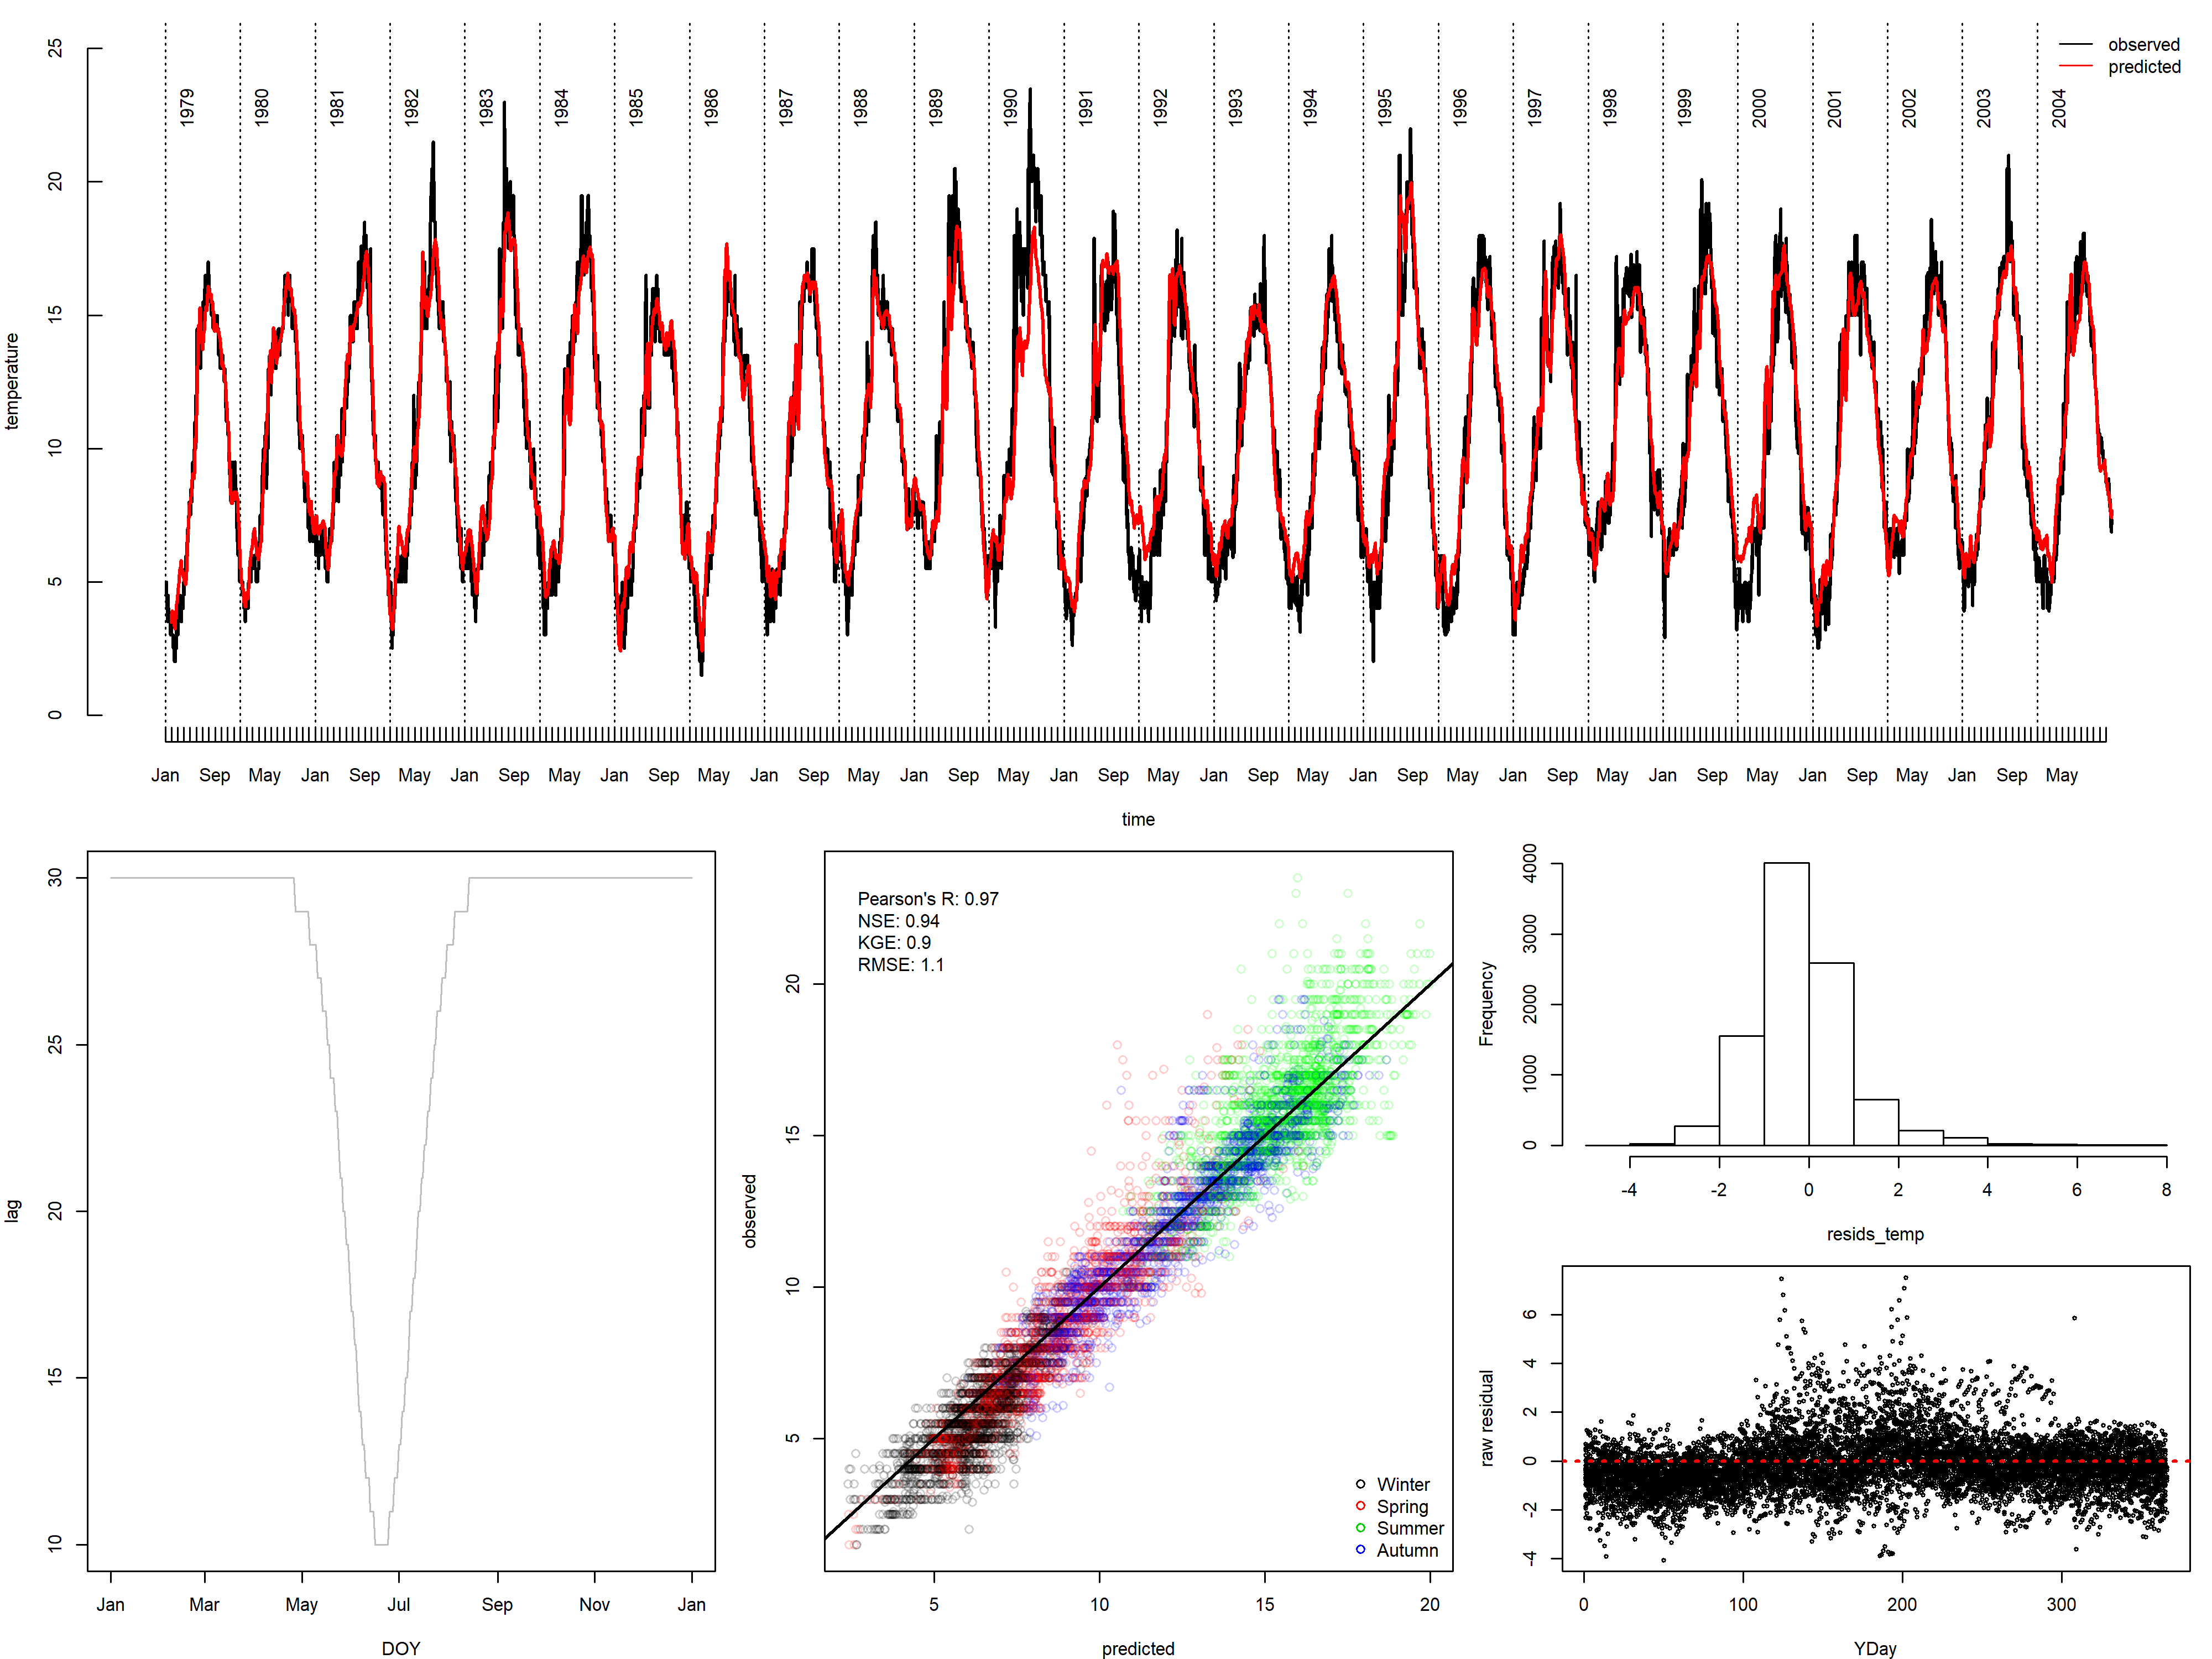 observed
predicted
1979 1980 1981 1982 1983 1984 1985 1986 1987 1988 1989 1990 1991 1992 1993 1994 1995 1996 1997 1998 1999 2000 2001 2002 2003 2004
temperature
25
20
15
10
5
0
Jan Sep May Jan Sep May Jan Sep May Jan Sep May Jan Sep May Jan Sep May Jan Sep May Jan Sep May Jan Sep May Jan Sep May Jan Sep May Jan Sep May Jan Sep May
time
lag
30
25
20
15
10
Jan Mar May Jul Sep Nov Jan
DOY
Pearson's R: 0.97
NSE: 0.94
KGE: 0.9
RMSE: 1.1
observed
20
15
10
5
Winter
Spring
Summer
Autumn
5 10 15 20
predicted
Frequency
4000
3000
2000
1000
0
-4 -2 0 2 4 6 8
resids_temp
raw residual
6
4
2
0
-2
-4
0 100 200 300
YDay